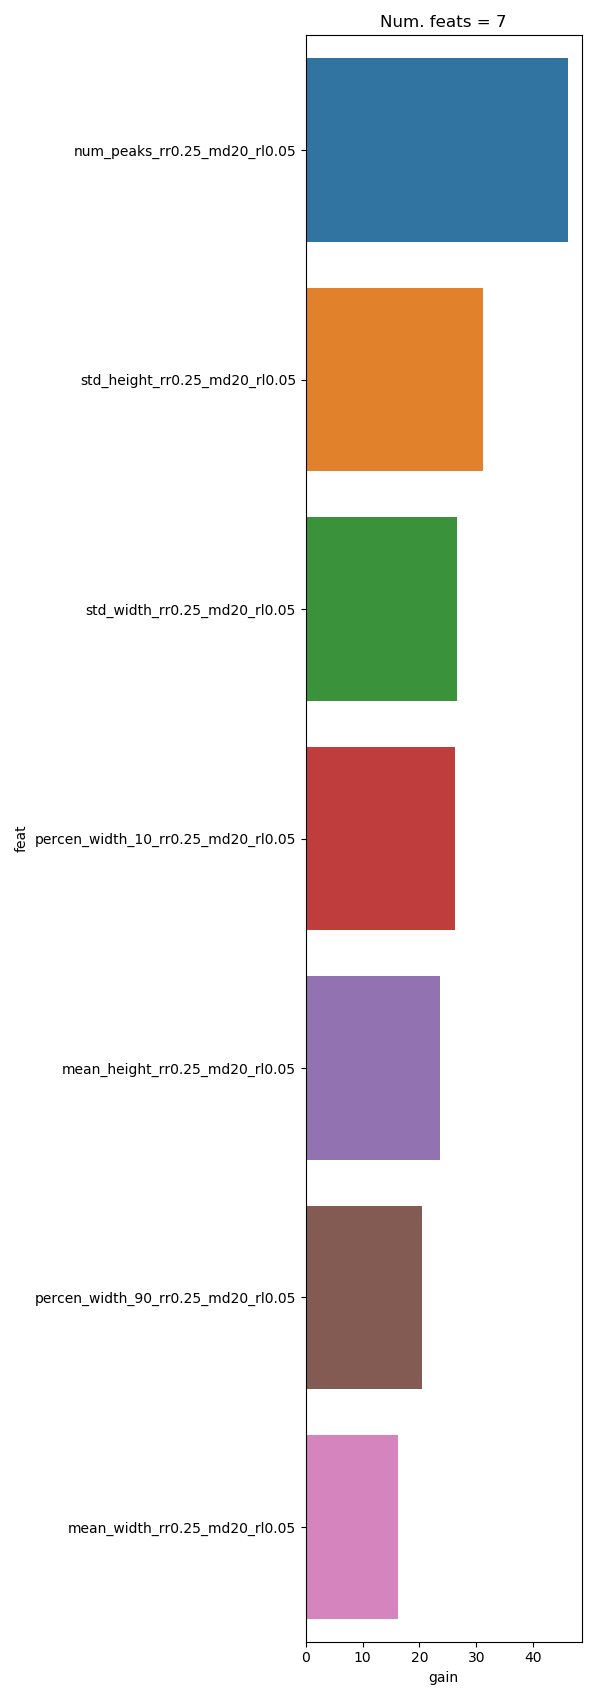 Num. feats = 7
num_peaks_rr0.25_md20_rl0.05
std_height_rr0.25_md20_rl0.05
std_width_rr0.25_md20_rl0.05
percen_width_10_rr0.25_md20_rl0.05
mean_height_rr0.25_md20_rl0.05
percen_width_90_rr0.25_md20_rl0.05
mean_width_rr0.25_md20_rl0.05
feat
0 10 20 30 40
gain